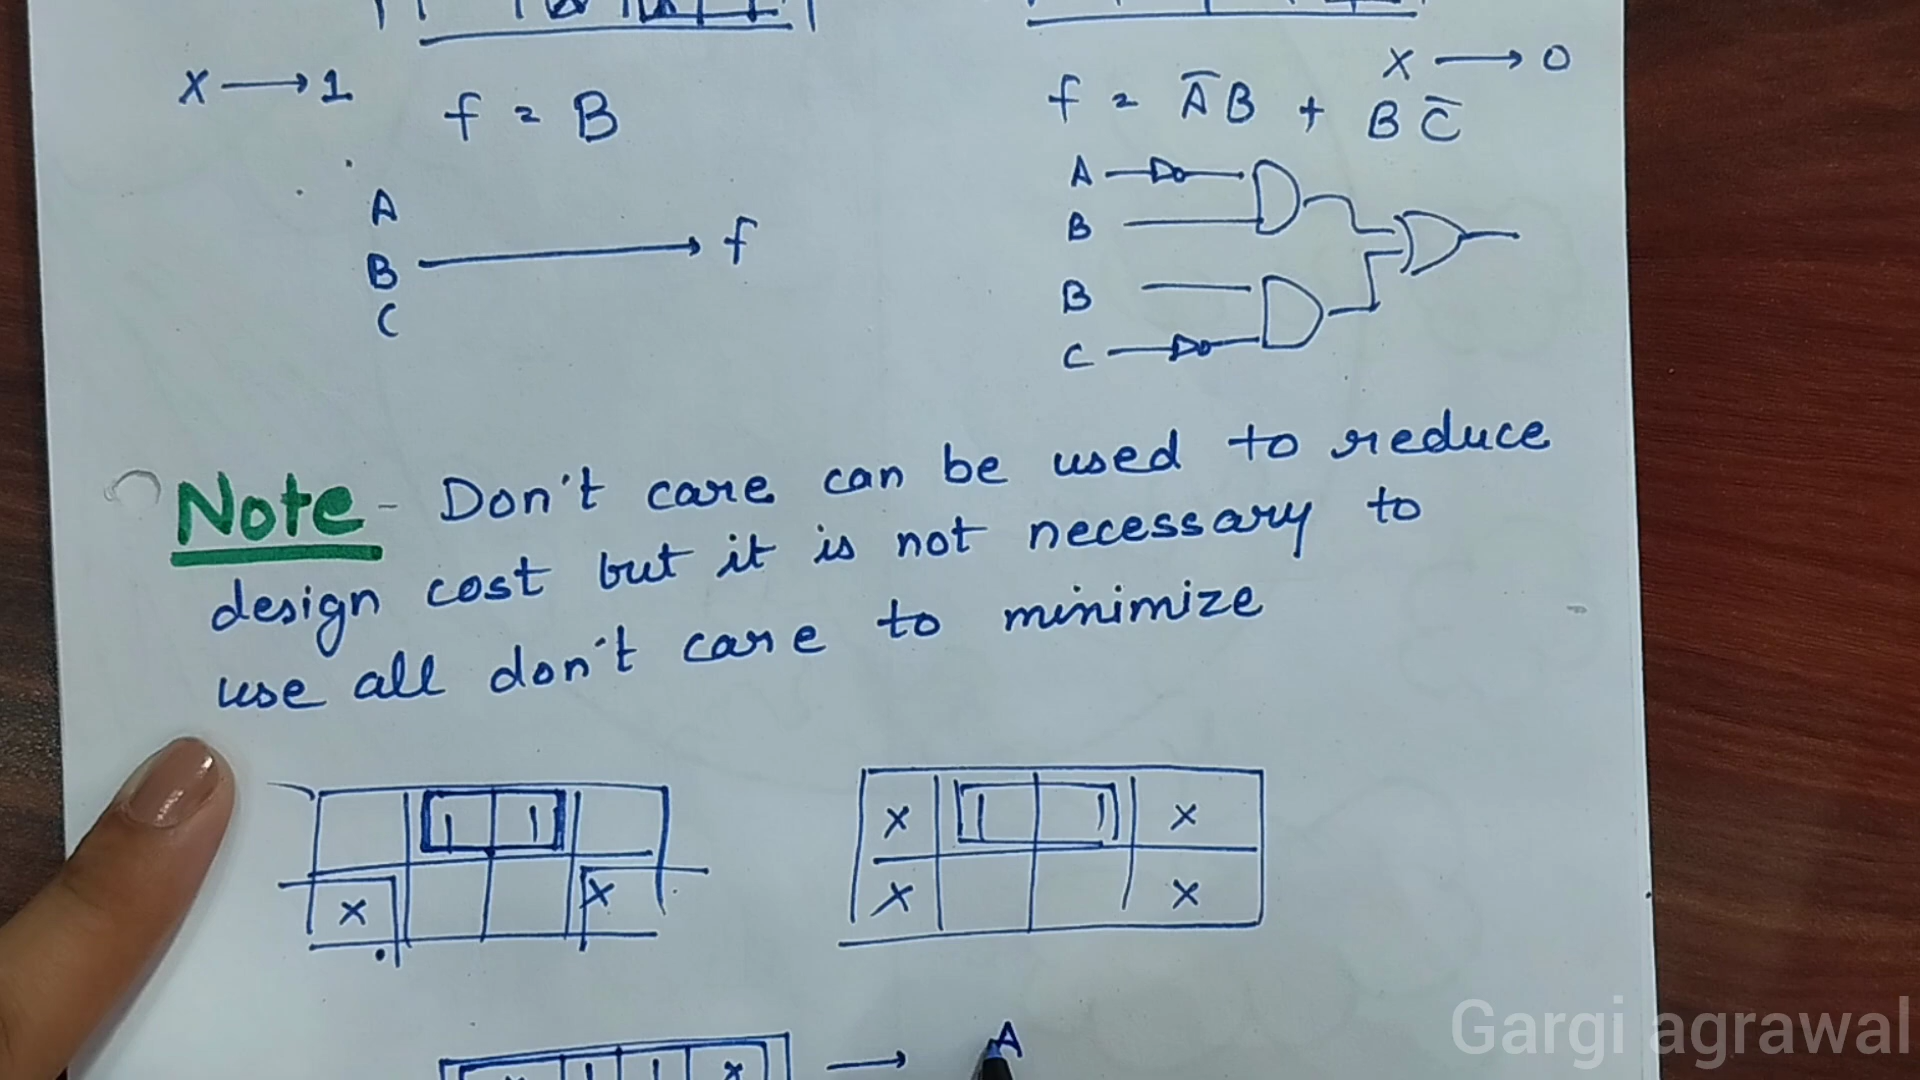 X → 1
f = B
X → 0
f = A̅B + BC̅
A
B → f
C
A
B
B
C
Note - Don't care can be used to reduce
design cost but it is not necessary to
use all don't care to minimize
1 1
X X
X 1 1 X
X X
X 1 1 X → A
Gargi agrawal